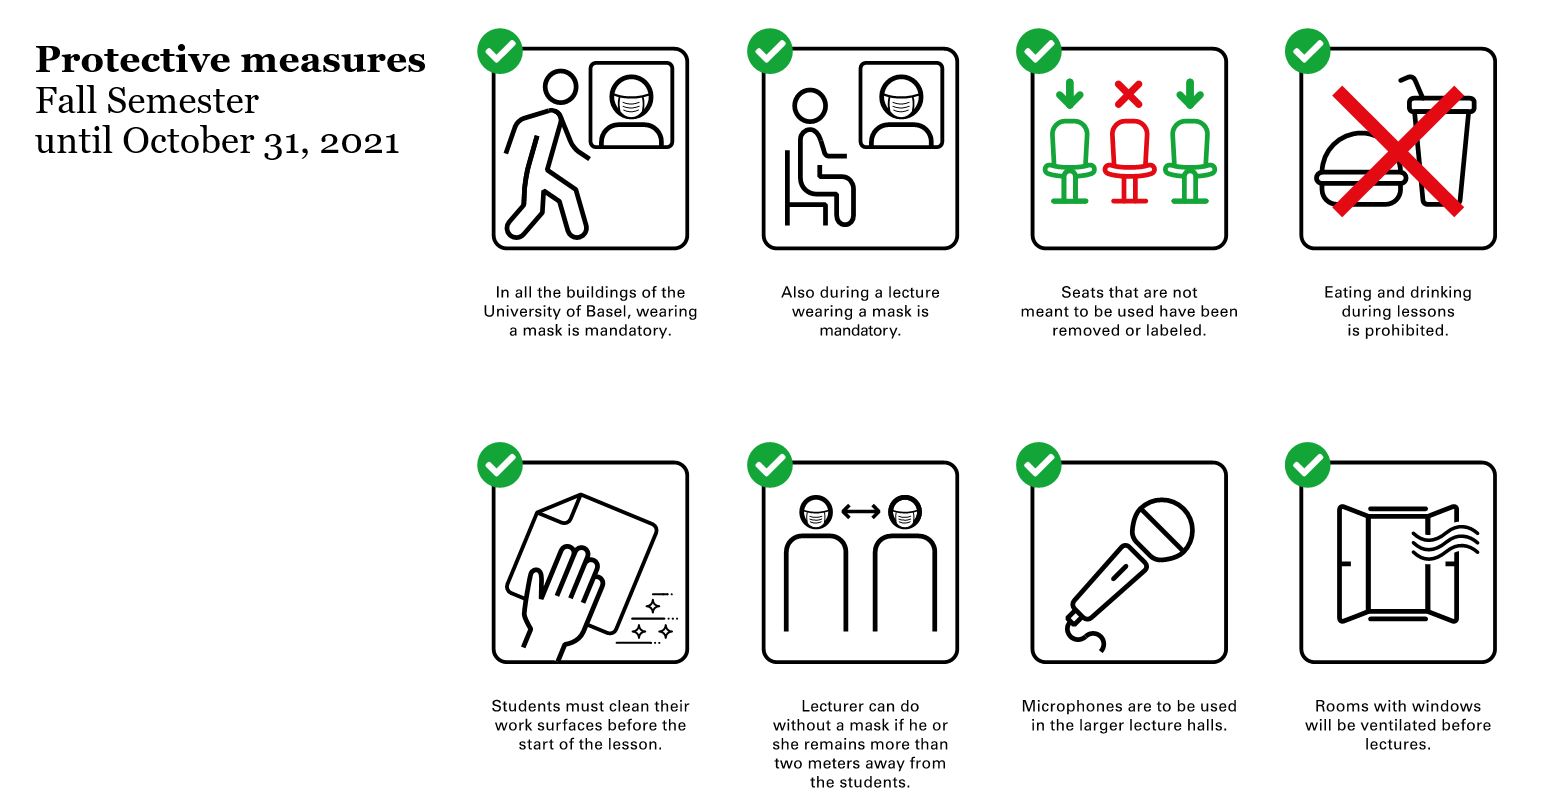 Protective measures
Fall Semester
until October 31, 2021
In all the buildings of the
University of Basel, wearing
a mask is mandatory.
Also during a lecture
wearing a mask is
mandatory.
Seats that are not
meant to be used have been
removed or labeled.
Eating and drinking
during lessons
is prohibited.
Students must clean their
work surfaces before the
start of the lesson.
Lecturer can do
without a mask if he or
she remains more than
two meters away from
the students.
Microphones are to be used
in the larger lecture halls.
Rooms with windows
will be ventilated before
lectures.